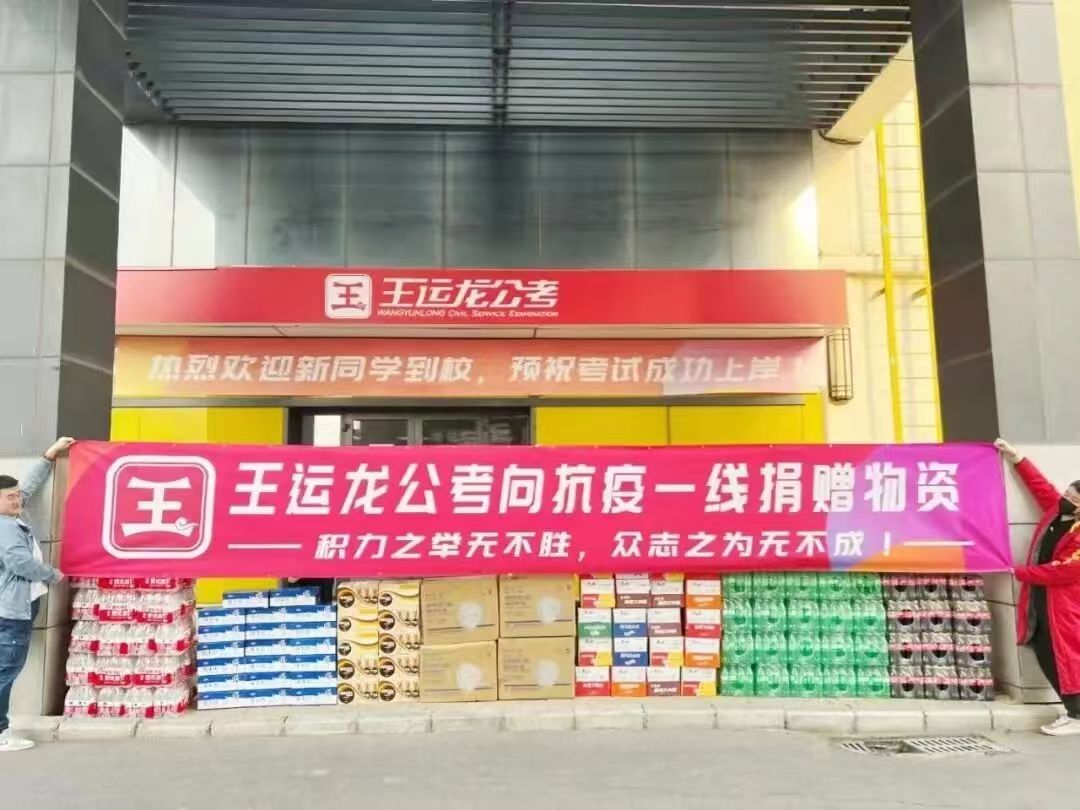 王 王运龙公考
WANGYUNLONG CIVIL SERVICE EXAMINATION
热烈欢迎新同学到校，预祝考试成功上岸！
王 王运龙公考向抗疫一线捐赠物资
——积力之举无不胜，众志之为无不成！——